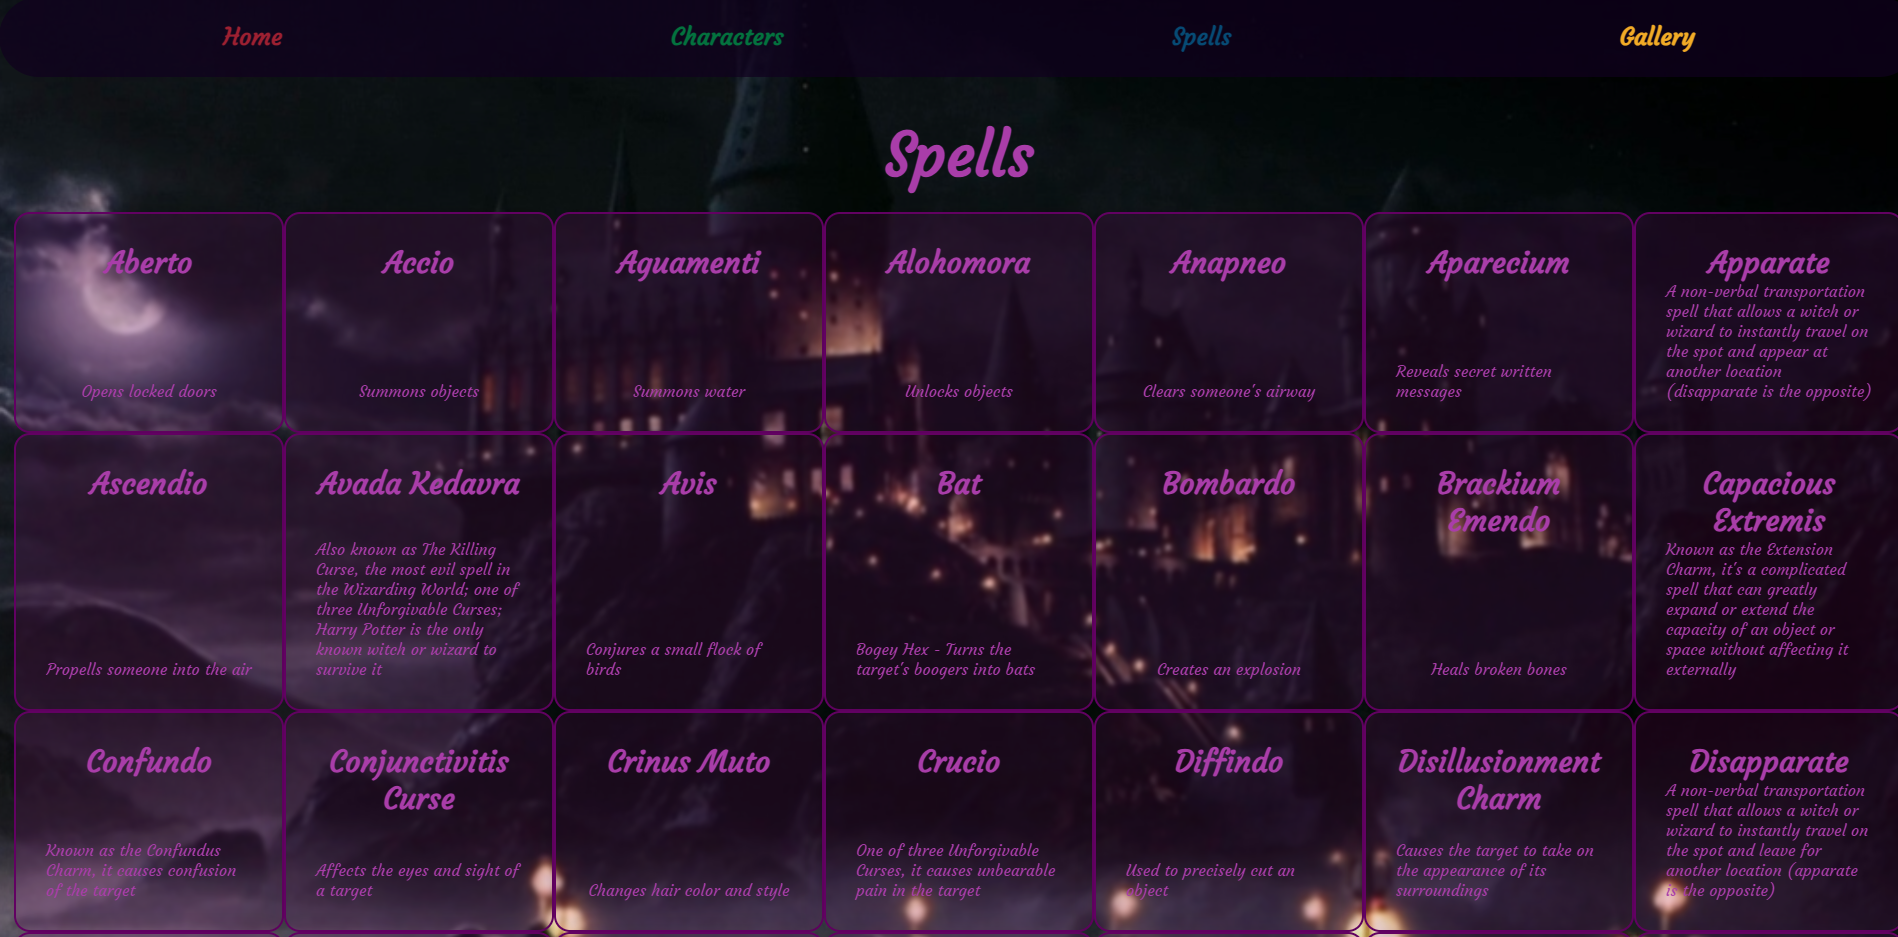 Home
Characters
Spells
Gallery
Spells
Aberto
Opens locked doors
Accio
Summons objects
Aguamenti
Summons water
Alohomora
Unlocks objects
Anapneo
Clears someone's airway
Aparecium
Reveals secret written
messages
Apparate
A non-verbal transportation
spell that allows a witch or
wizard to instantly travel on
the spot and appear at
another location
(disapparate is the opposite)
Ascendio
Propells someone into the air
Avada Kedavra
Also known as The Killing
Curse, the most evil spell in
the Wizarding World; one of
three Unforgivable Curses;
Harry Potter is the only
known witch or wizard to
survive it
Avis
Conjures a small flock of
birds
Bat
Bogey Hex - Turns the
target's boogers into bats
Bombardo
Creates an explosion
Brackium
Emendo
Heals broken bones
Capacious
Extremis
Known as the Extension
Charm, it's a complicated
spell that can greatly
expand or extend the
capacity of an object or
space without affecting it
externally
Confundo
Known as the Confundus
Charm, it causes confusion
of the target
Conjunctivitis
Curse
Affects the eyes and sight of
a target
Crinus Muto
Changes hair color and style
Crucio
One of three Unforgivable
Curses, it causes unbearable
pain in the target
Diffindo
Used to precisely cut an
object
Disillusionment
Charm
Causes the target to take on
the appearance of its
surroundings
Disapparate
A non-verbal transportation
spell that allows a witch or
wizard to instantly travel on
the spot and leave for
another location (apparate
is the opposite)